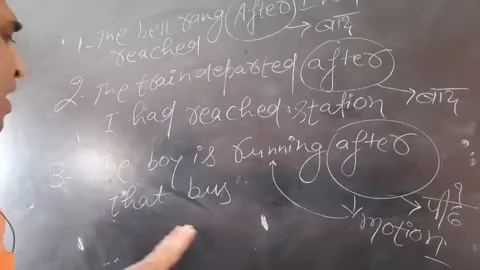 1- The bell rang After I
reached → बाद
2. The train departed after
I had reached station → बाद
3- The boy is running after
that bus → पीछे
motion